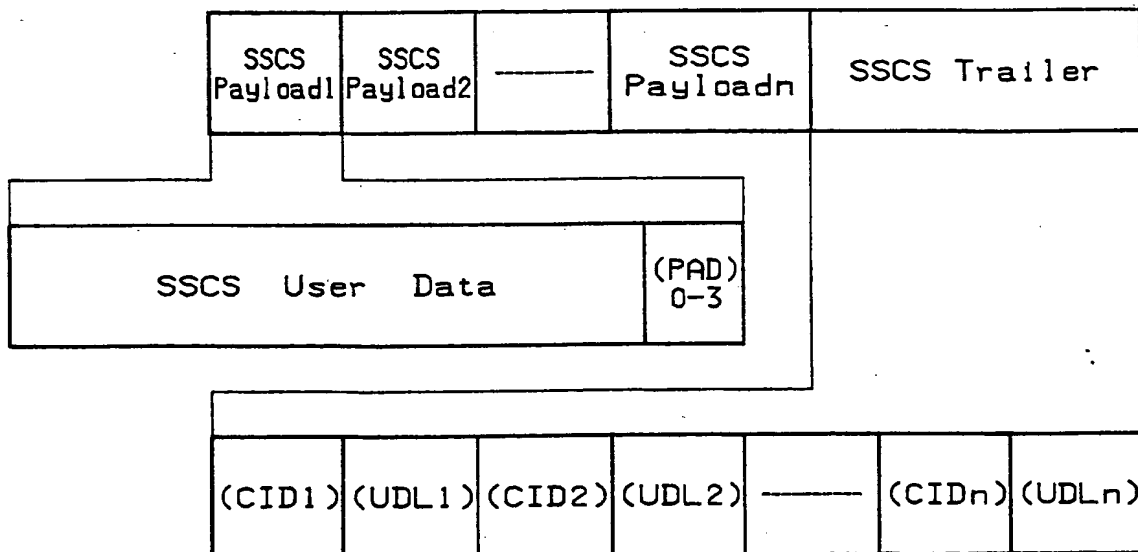 SSCS Payload1 SSCS Payload2 SSCS Payloadn SSCS Trailer
SSCS User Data (PAD) 0-3
(CID1) (UDL1) (CID2) (UDL2) (CIDn) (UDLn)